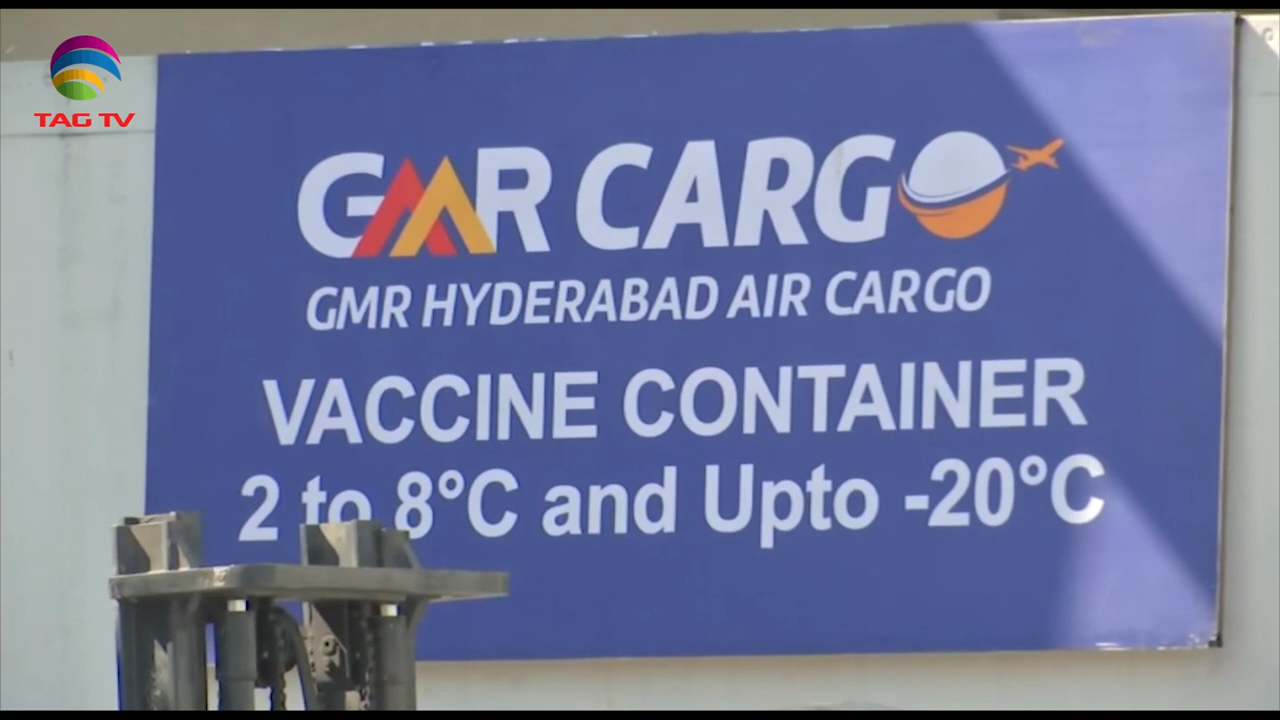 TAG TV
GMR CARGO
GMR HYDERABAD AIR CARGO
VACCINE CONTAINER
2 to 8°C and Upto -20°C